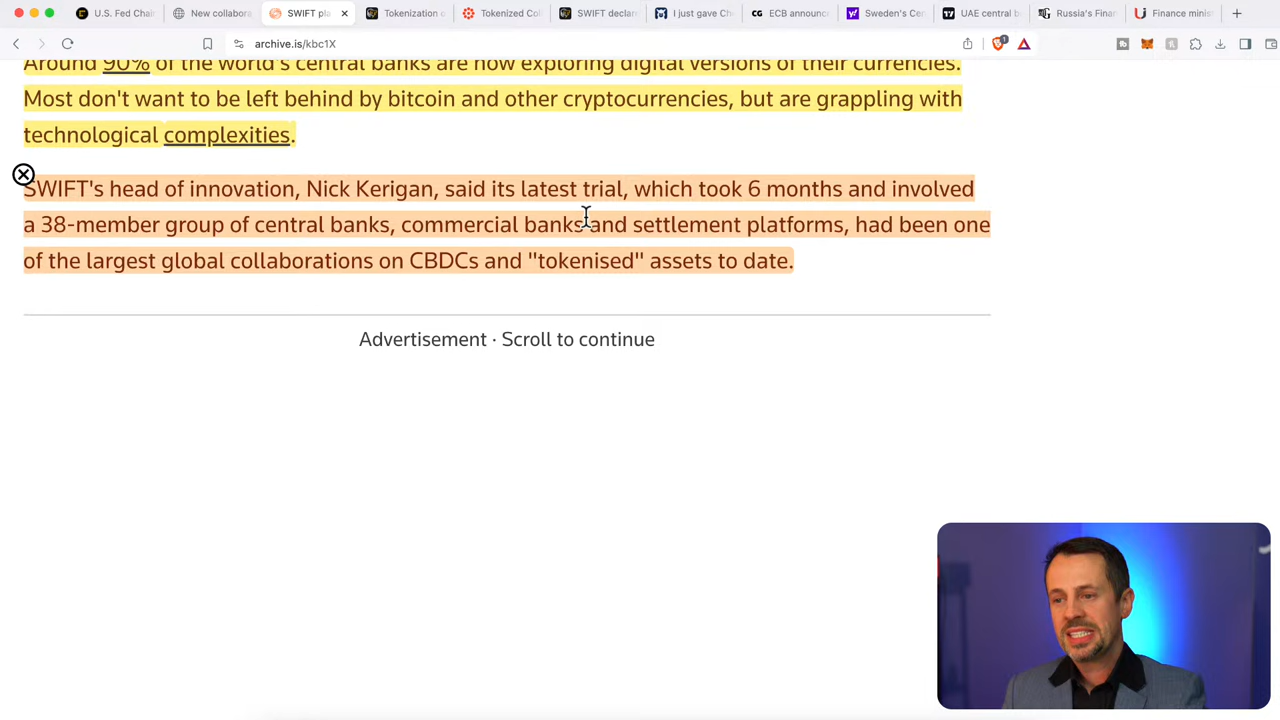 U.S. Fed Chair
New collabora
SWIFT pla
Tokenization o
Tokenized Col
SWIFT declar
I just gave Ch
ECB announc
Sweden's Cen
UAE central b
Russia's Finan
Finance minis
archive.is/kbc1X
1
Around 90% of the world's central banks are now exploring digital versions of their currencies.
Most don't want to be left behind by bitcoin and other cryptocurrencies, but are grappling with
technological complexities.
SWIFT's head of innovation, Nick Kerigan, said its latest trial, which took 6 months and involved
a 38-member group of central banks, commercial banks and settlement platforms, had been one
of the largest global collaborations on CBDCs and "tokenised" assets to date.
Advertisement · Scroll to continue